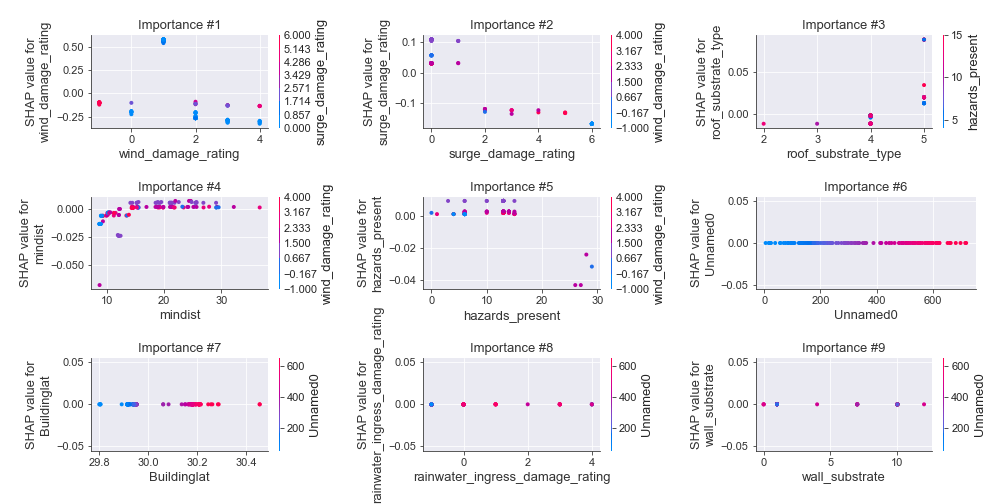 Importance #1
SHAP value for
wind_damage_rating
0.50
0.25
0.00
−0.25
0
2
4
wind_damage_rating
6.000
5.143
4.286
3.429
2.571
1.714
0.857
0.000
surge_damage_rating
Importance #2
SHAP value for
surge_damage_rating
0.1
0.0
−0.1
0
2
4
6
surge_damage_rating
4.000
3.167
2.333
1.500
0.667
−0.167
−1.000
wind_damage_rating
Importance #3
SHAP value for
roof_substrate_type
0.05
0.00
2
3
4
5
roof_substrate_type
15
10
5
hazards_present
Importance #4
SHAP value for
mindist
0.000
−0.025
−0.050
10
20
30
mindist
4.000
3.167
2.333
1.500
0.667
−0.167
−1.000
wind_damage_rating
Importance #5
SHAP value for
hazards_present
0.00
−0.02
−0.04
0
10
20
30
hazards_present
4.000
3.167
2.333
1.500
0.667
−0.167
−1.000
wind_damage_rating
Importance #6
SHAP value for
Unnamed0
0.05
0.00
−0.05
0
200
400
600
Unnamed0
Importance #7
SHAP value for
Buildinglat
0.05
0.00
−0.05
29.8
30.0
30.2
30.4
Buildinglat
600
400
200
Unnamed0
Importance #8
SHAP value for
rainwater_ingress_damage_rating
0.05
0.00
−0.05
0
2
4
rainwater_ingress_damage_rating
600
400
200
Unnamed0
Importance #9
SHAP value for
wall_substrate
0.05
0.00
−0.05
0
5
10
wall_substrate
600
400
200
Unnamed0